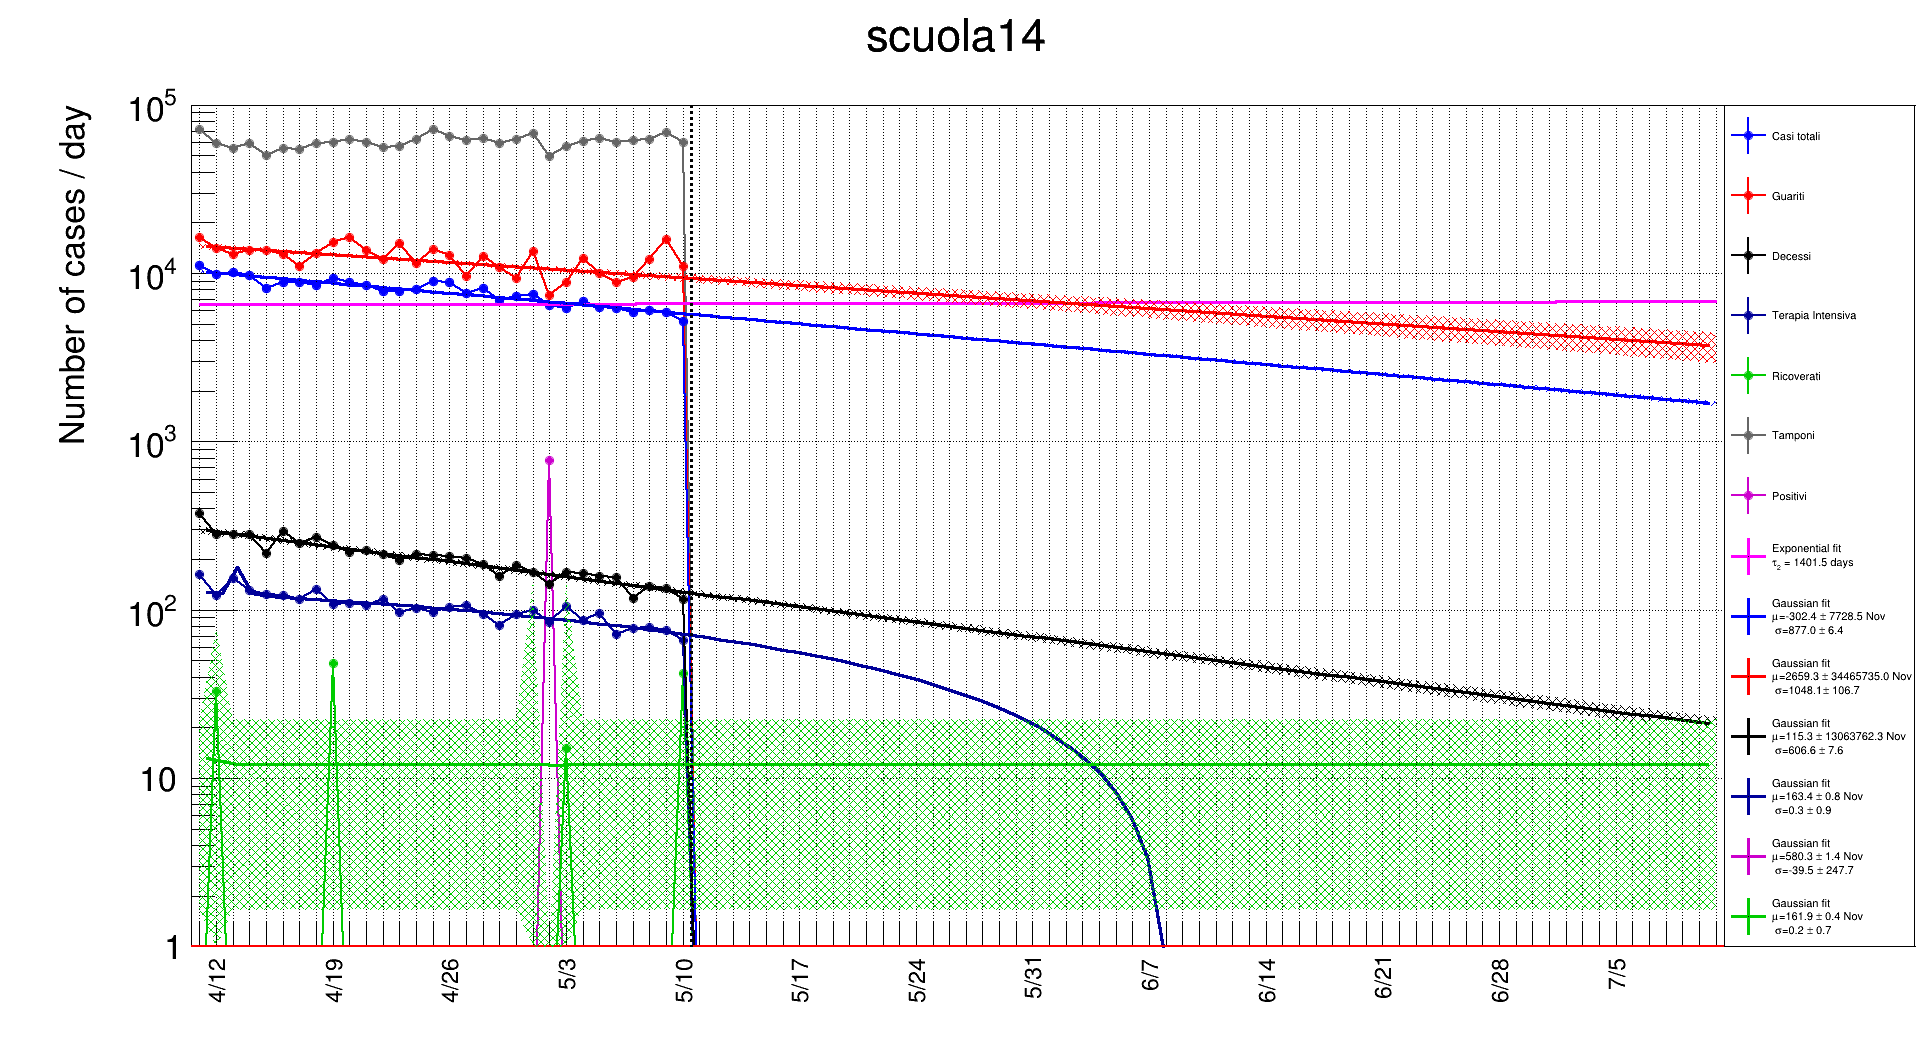 scuola14
Number of cases / day
10^5
10^4
10^3
10^2
10
1
4/12
4/19
4/26
5/3
5/10
5/17
5/24
5/31
6/7
6/14
6/21
6/28
7/5
Casi totali
Guariti
Decessi
Terapia Intensiva
Ricoverati
Tamponi
Positivi
Exponential fit
τ_2 = 1401.5 days
Gaussian fit
μ=-302.4 ± 7728.5 Nov
σ=877.0 ± 6.4
Gaussian fit
μ=2659.3 ± 34465735.0 Nov
σ=1048.1 ± 106.7
Gaussian fit
μ=115.3 ± 13063762.3 Nov
σ=606.6 ± 7.6
Gaussian fit
μ=163.4 ± 0.8 Nov
σ=0.3 ± 0.9
Gaussian fit
μ=580.3 ± 1.4 Nov
σ=-39.5 ± 247.7
Gaussian fit
μ=161.9 ± 0.4 Nov
σ=0.2 ± 0.7